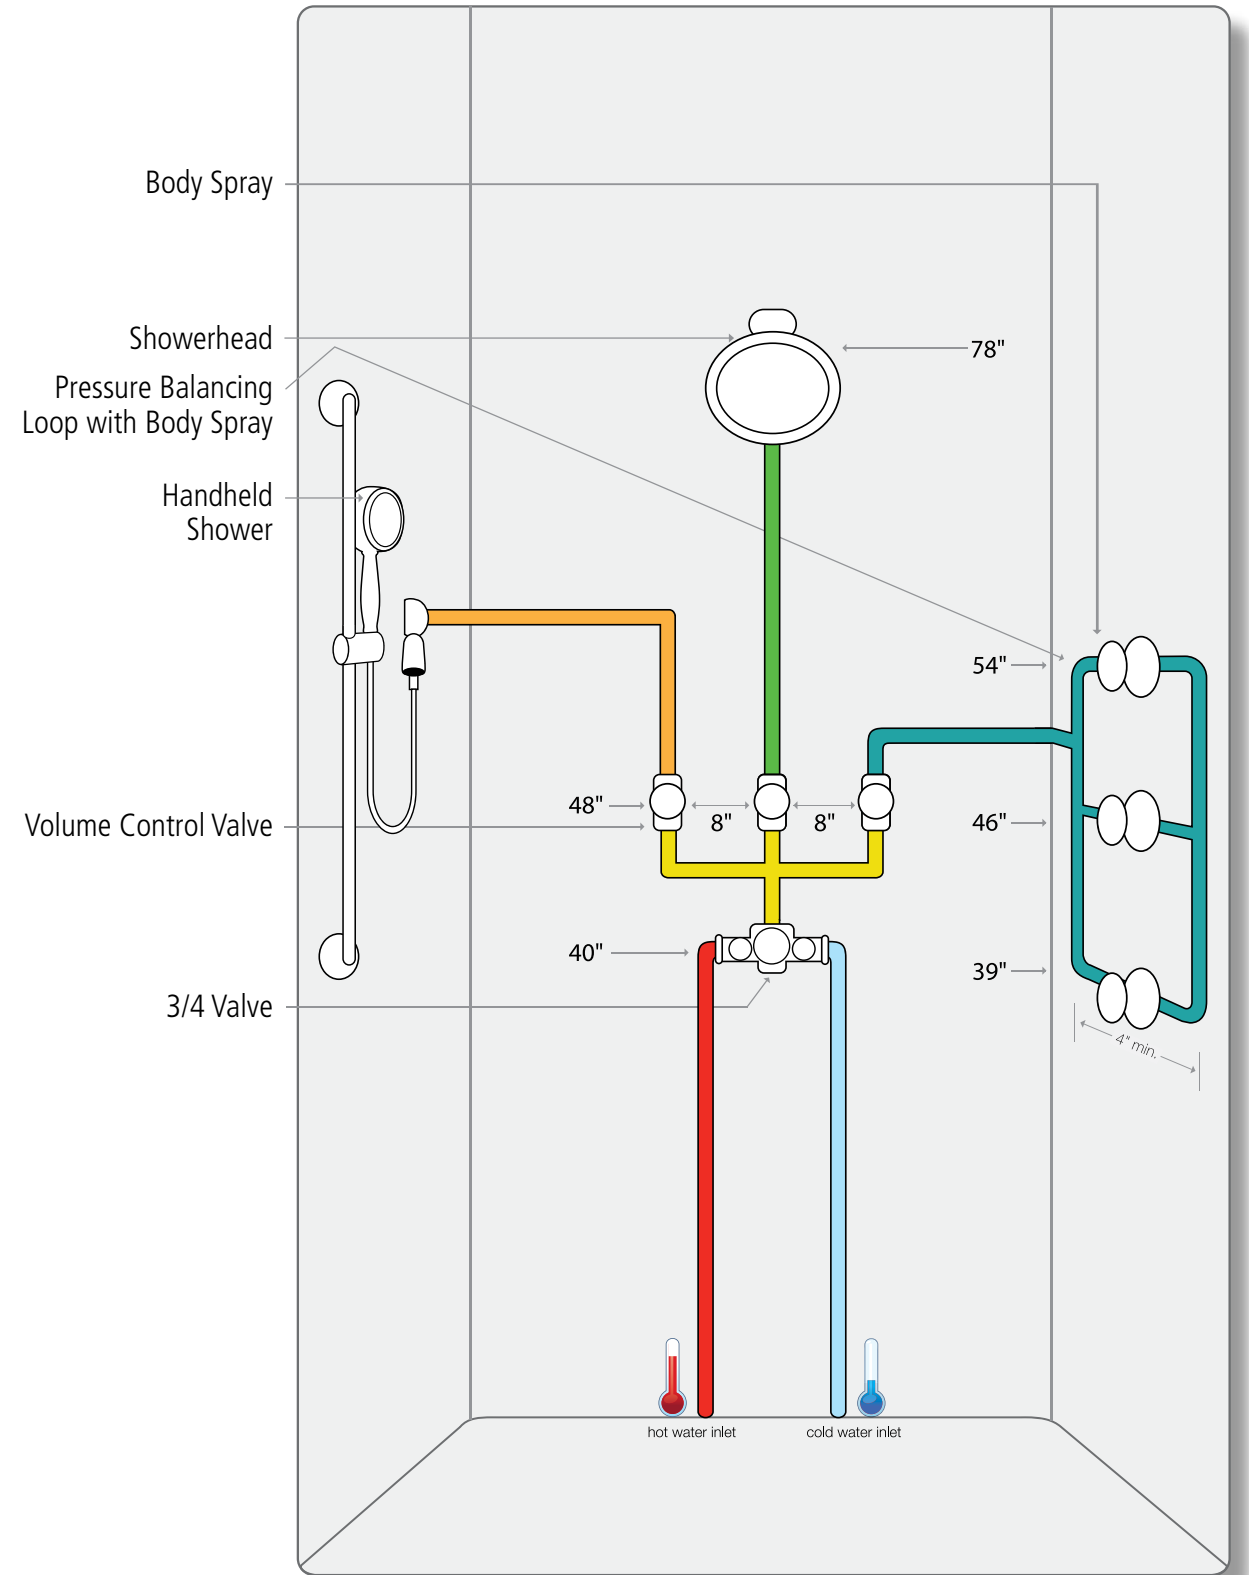 Body Spray
Showerhead
78"
Pressure Balancing
Loop with Body Spray
Handheld
Shower
54"
48"
8"
8"
46"
Volume Control Valve
40"
39"
3/4 Valve
4" min.
hot water inlet
cold water inlet